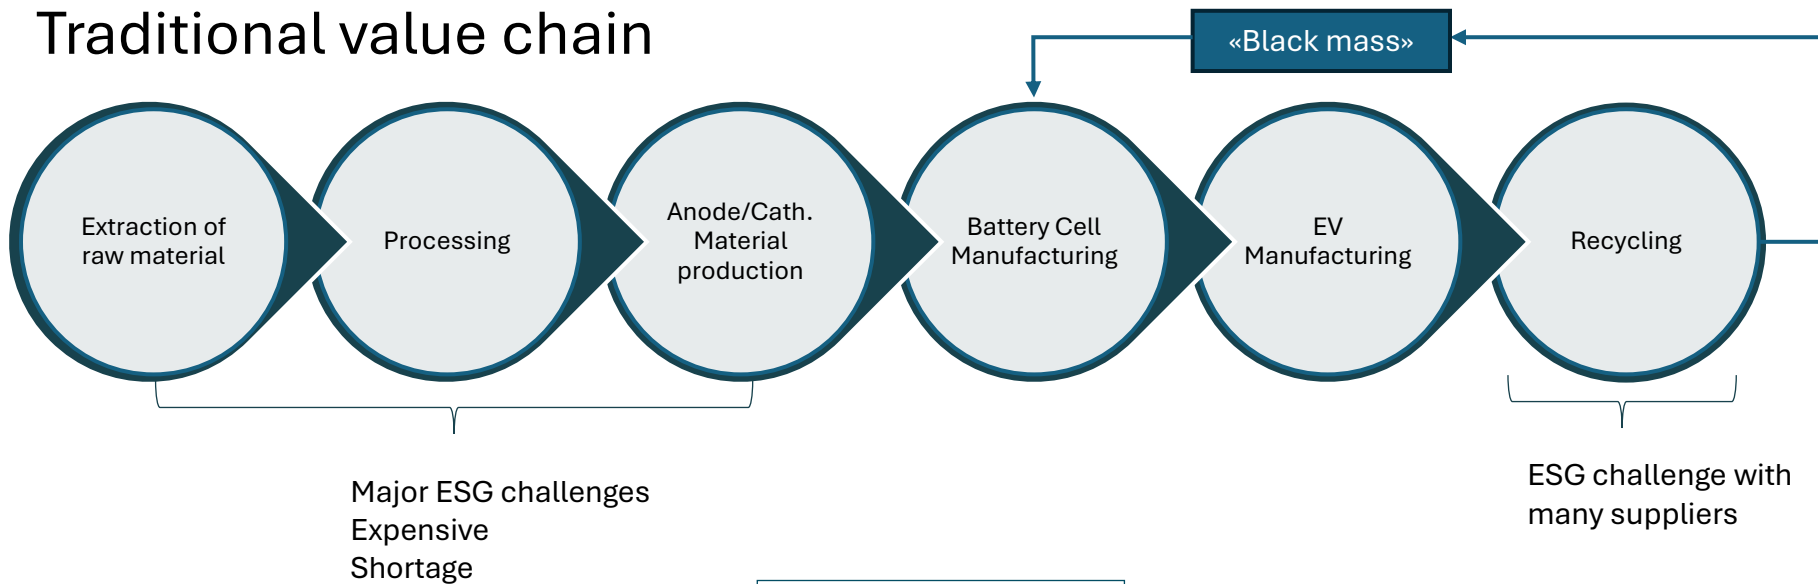 Traditional value chain
«Black mass»
Extraction of
raw material
Processing
Anode/Cath.
Material
production
Battery Cell
Manufacturing
EV
Manufacturing
Recycling
Major ESG challenges
Expensive
Shortage
ESG challenge with
many suppliers